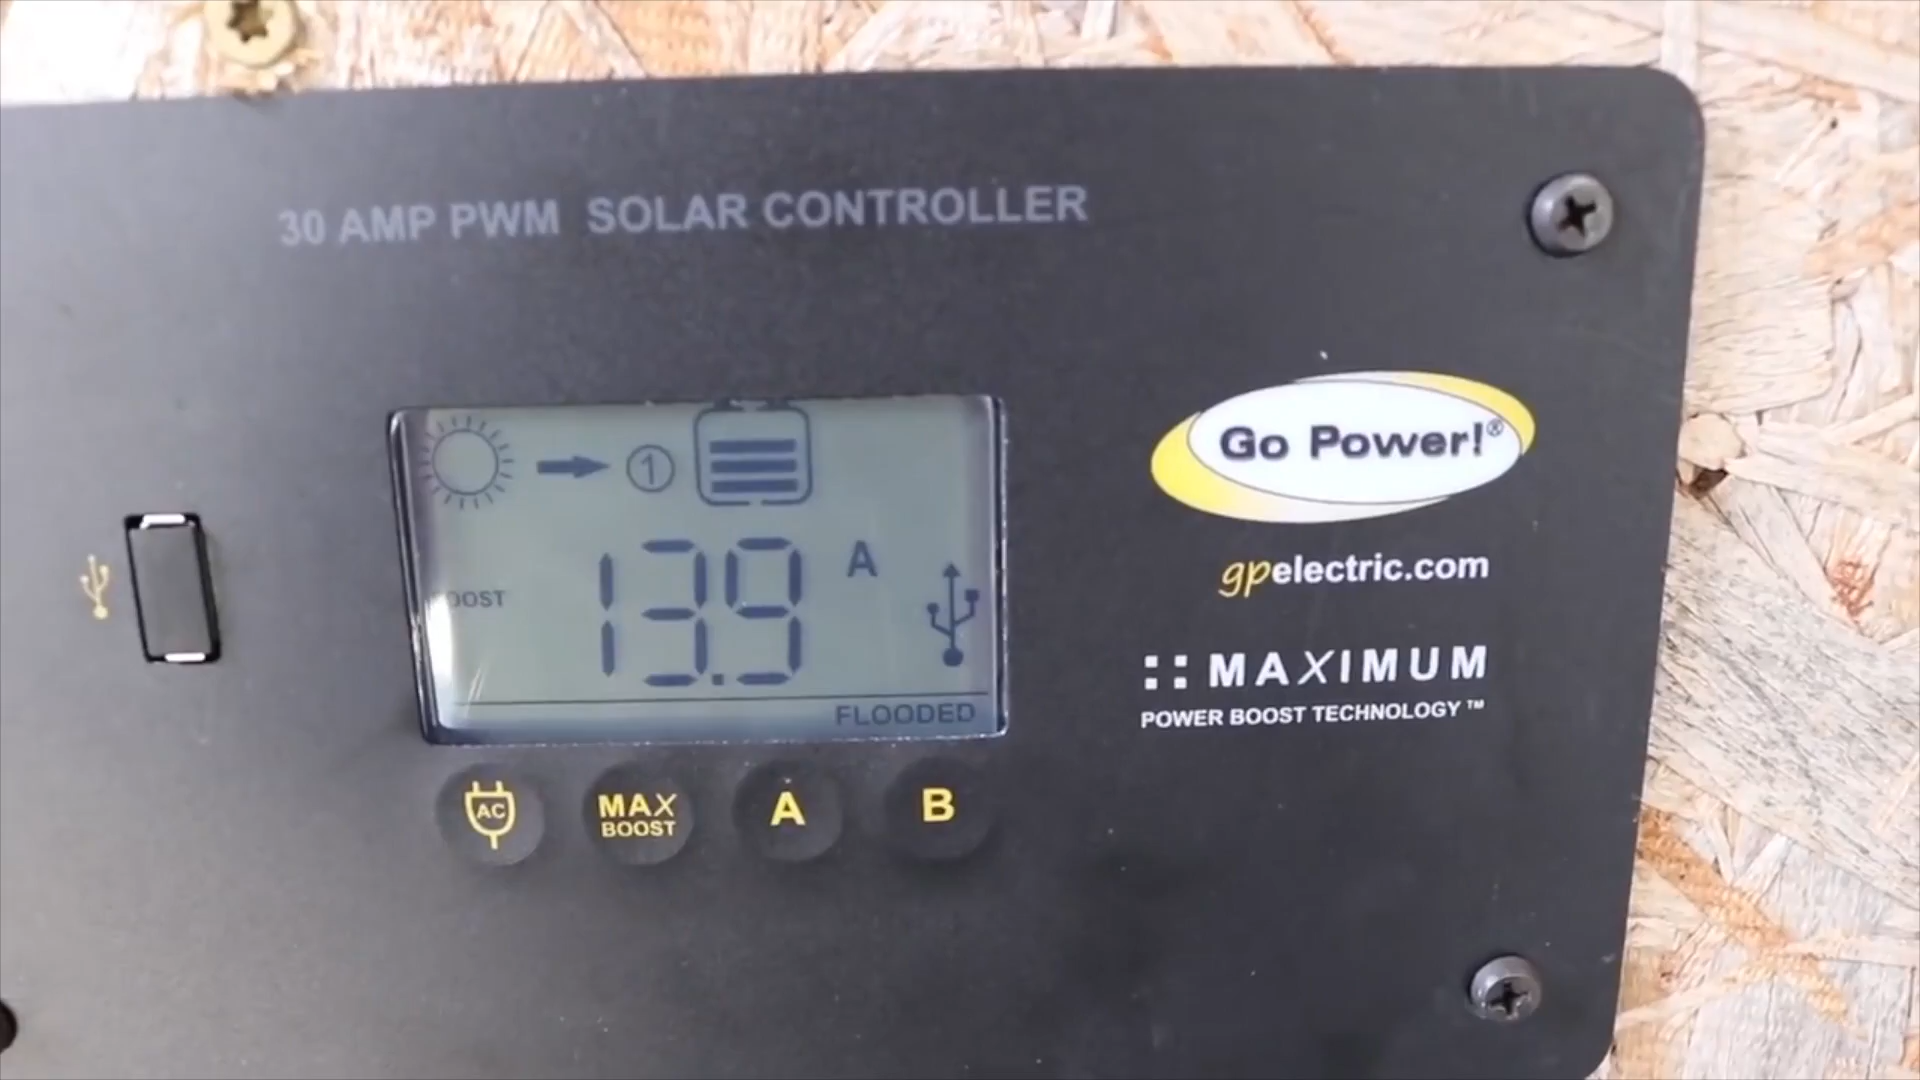 30 AMP PWM SOLAR CONTROLLER
1
13.9 A
FLOODED
Go Power!®
gpelectric.com
MAXIMUM
POWER BOOST TECHNOLOGY™
AC
MAX
BOOST
A
B